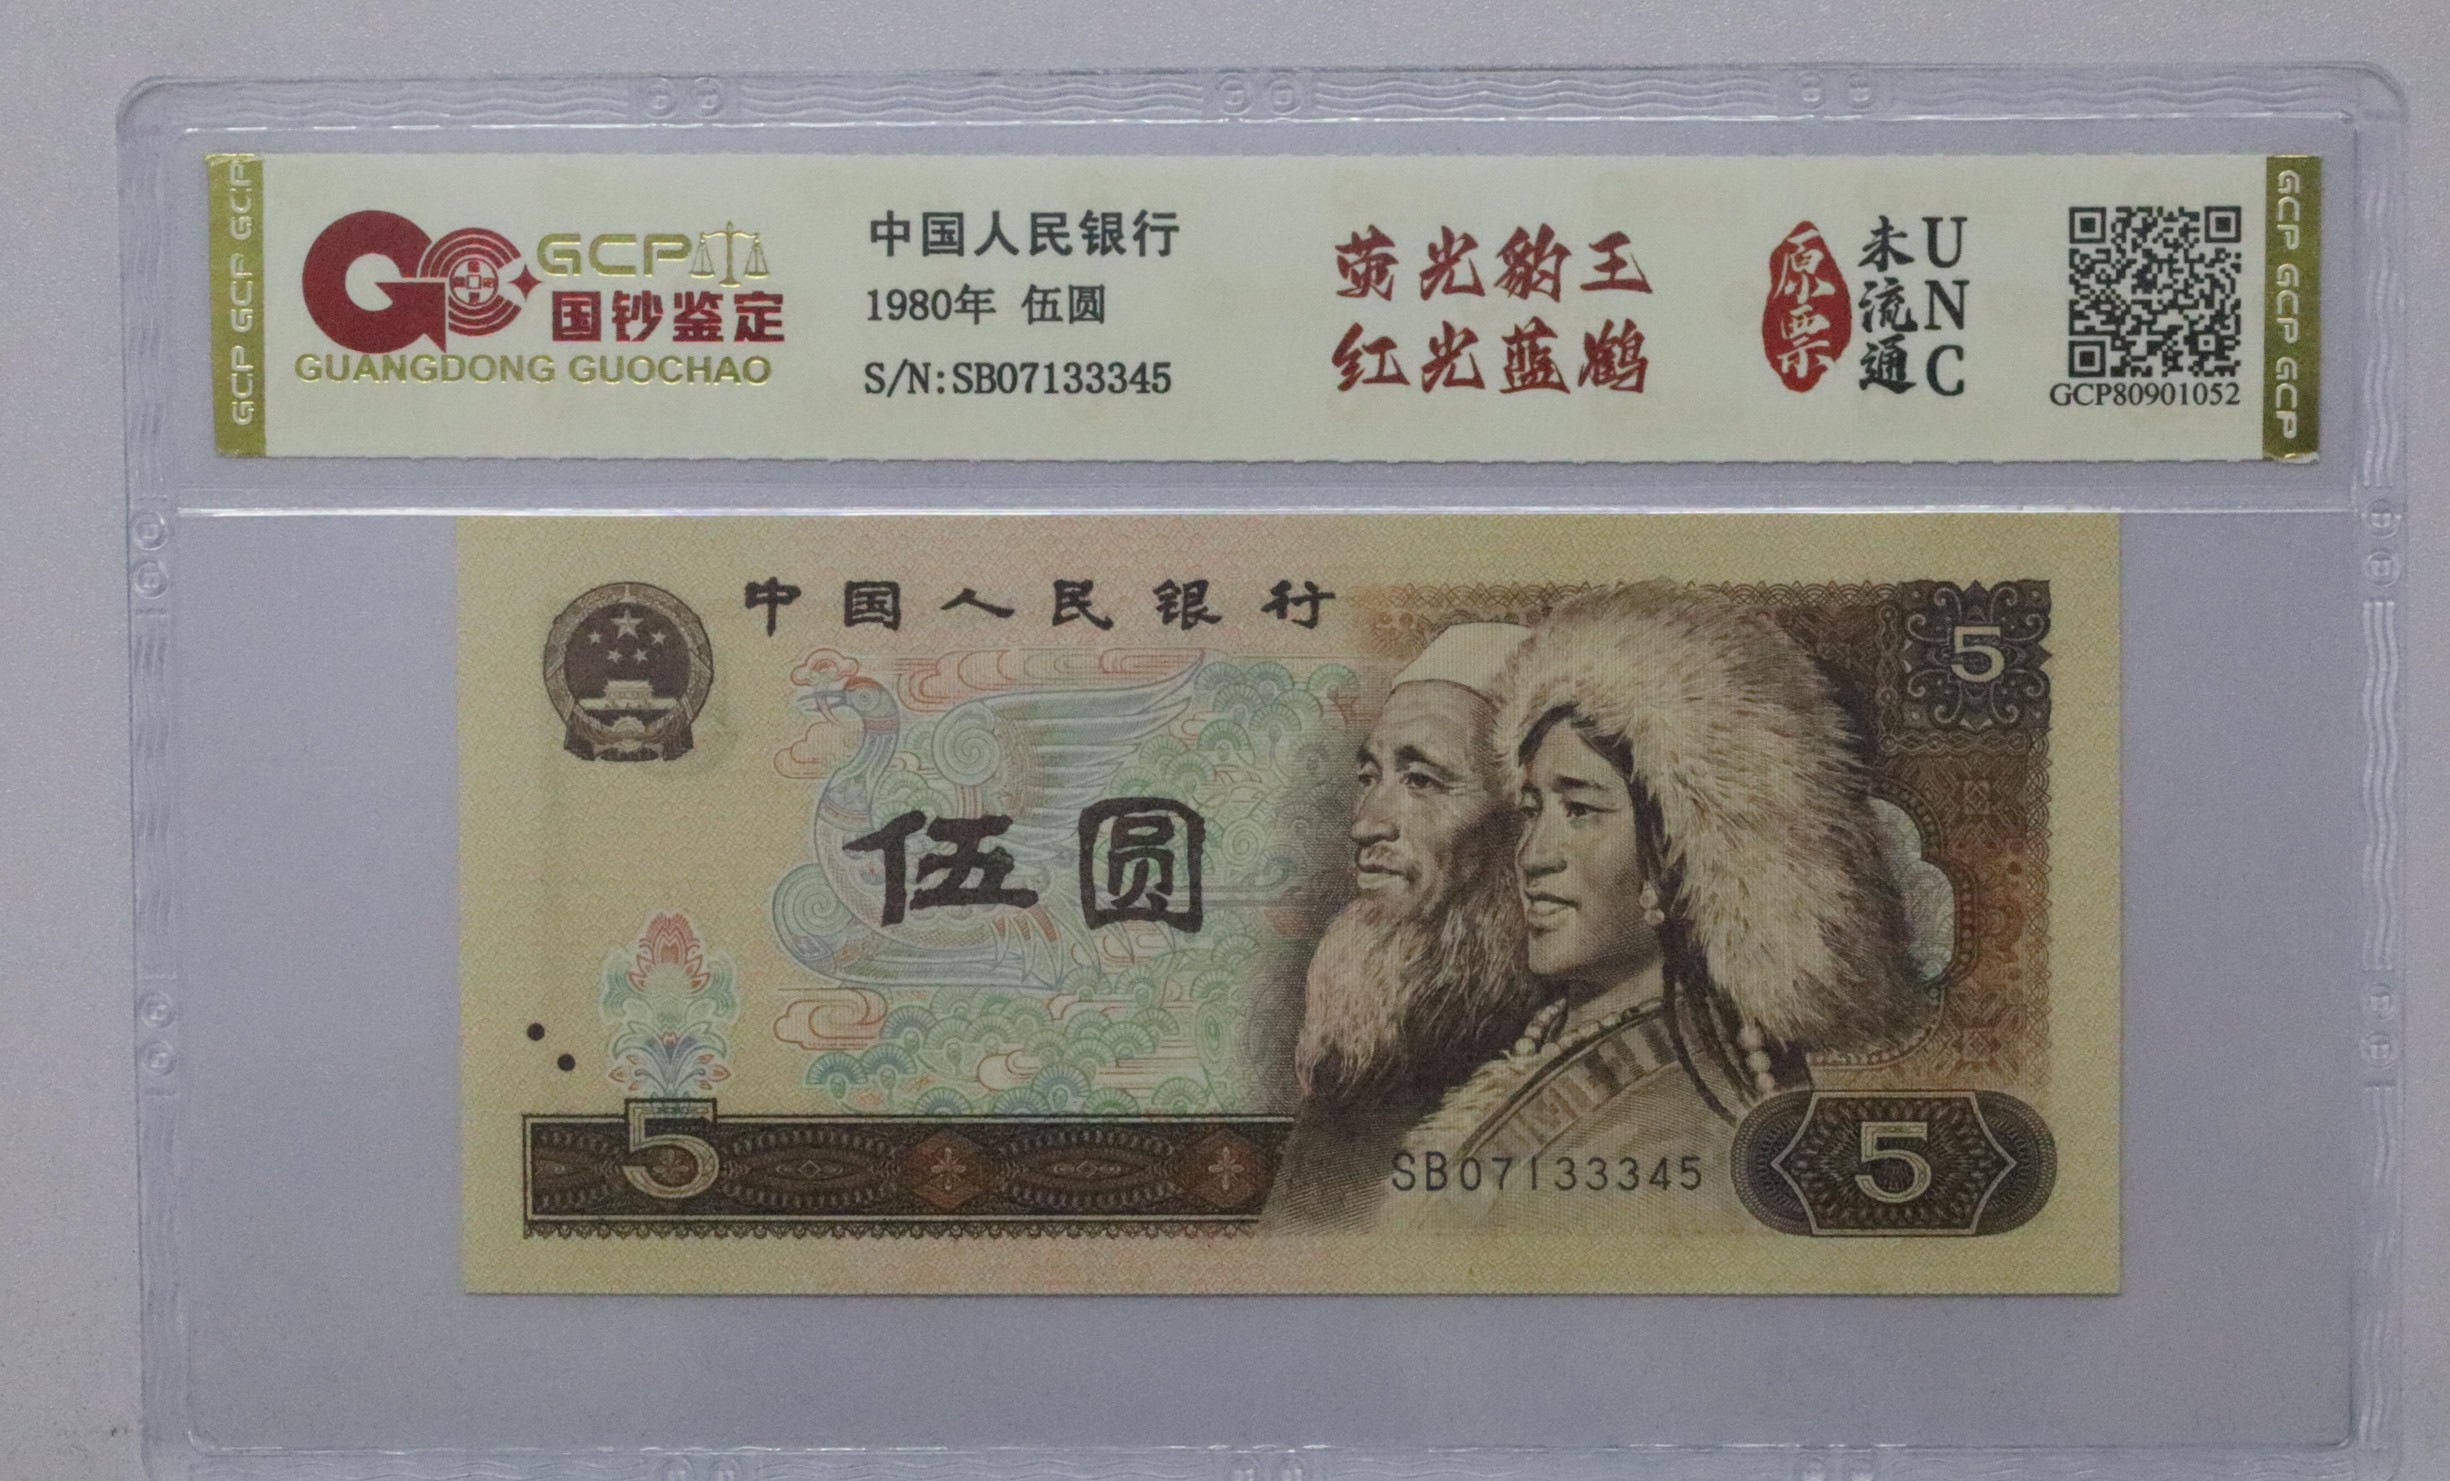 GCP GCP GCP
GCP
国钞鉴定
GUANGDONG GUOCHAO
中国人民银行
1980年 伍圆
S/N:SB07133345
荧光豹王
红光蓝鹤
原票
未流通
UNC
GCP80901052
GCP GCP GCP
中国人民银行
5
伍圆
5
SB07133345
5